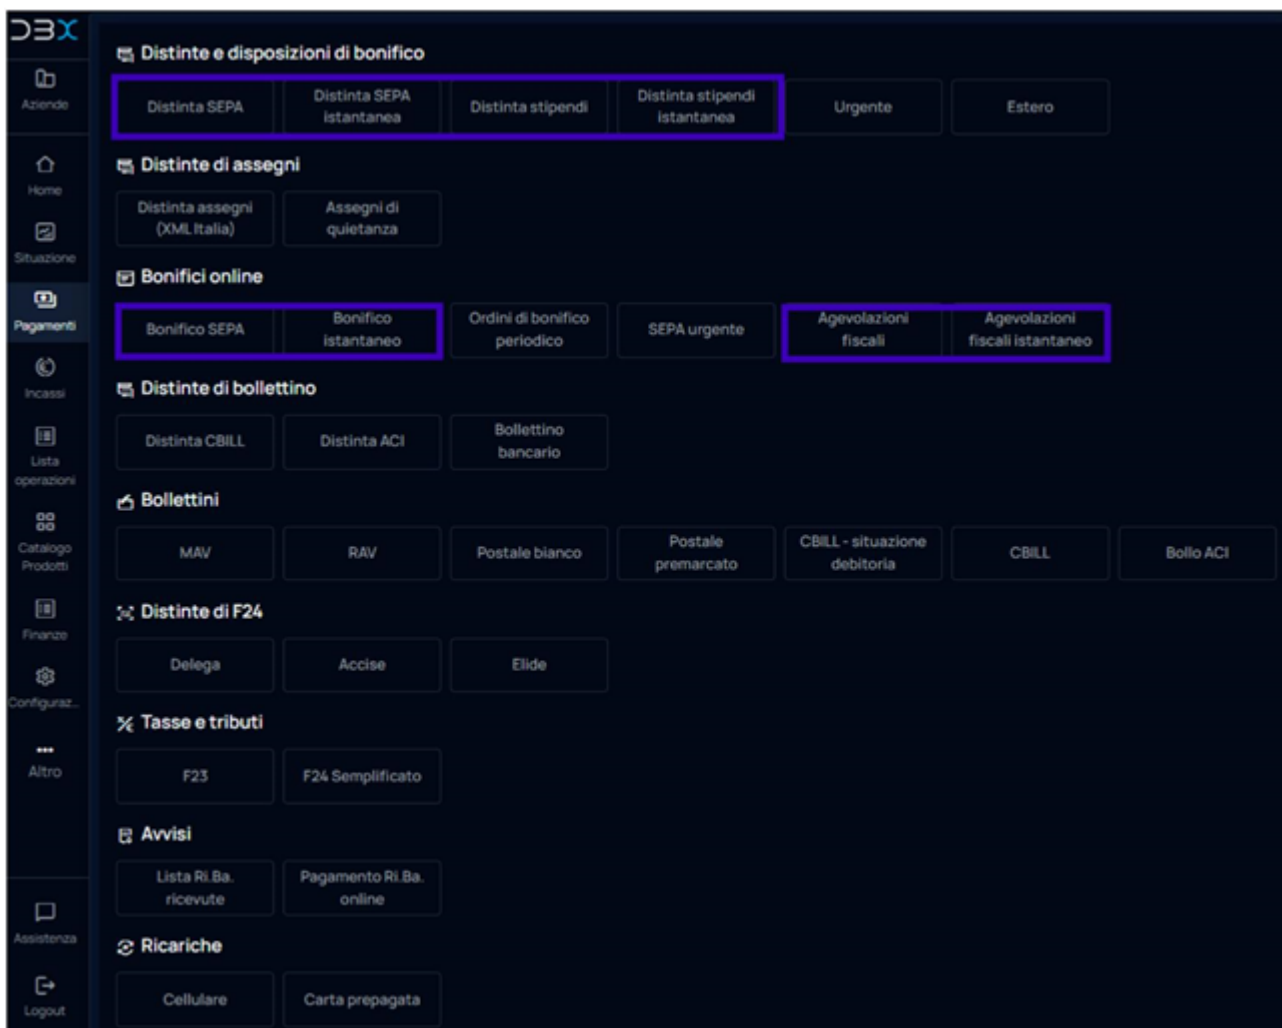 DBX
Aziende
Home
Situazione
Pagamenti
Incassi
Lista
operazioni
Catalogo
Prodotti
Finanze
Configuraz...
Altro
Assistenza
Logout
Distinte e disposizioni di bonifico
Distinta SEPA
Distinta SEPA
istantanea
Distinta stipendi
Distinta stipendi
istantanea
Urgente
Estero
Distinte di assegni
Distinta assegni
(XML Italia)
Assegni di
quietanza
Bonifici online
Bonifico SEPA
Bonifico
istantaneo
Ordini di bonifico
periodico
SEPA urgente
Agevolazioni
fiscali
Agevolazioni
fiscali istantaneo
Distinte di bollettino
Distinta CBILL
Distinta ACI
Bollettino
bancario
Bollettini
MAV
RAV
Postale bianco
Postale
premarcato
CBILL - situazione
debitoria
CBILL
Bollo ACI
Distinte di F24
Delega
Accise
Elide
Tasse e tributi
F23
F24 Semplificato
Avvisi
Lista Ri.Ba.
ricevute
Pagamento Ri.Ba.
online
Ricariche
Cellulare
Carta prepagata